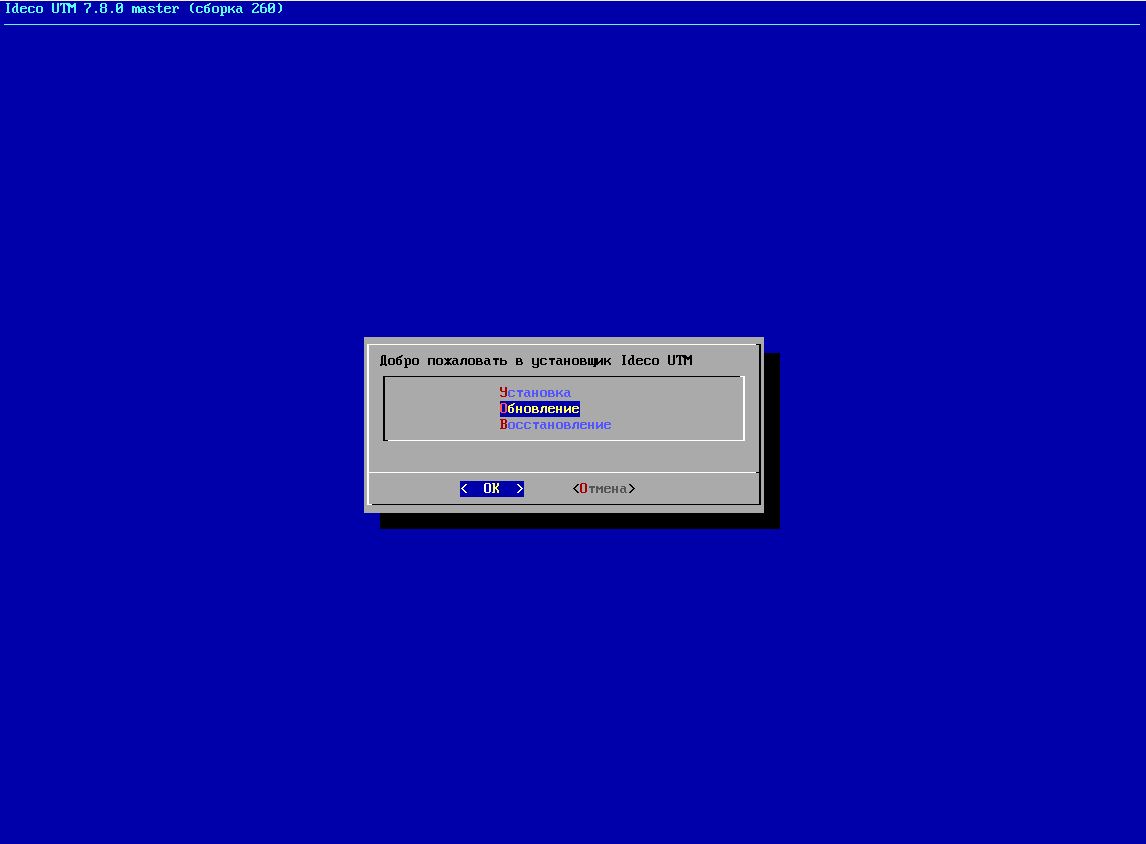 Ideco UTM 7.8.0 master (сборка 260)
Добро пожаловать в установщик Ideco UTM
Установка
Обновление
Восстановление
< OK > <Отмена>